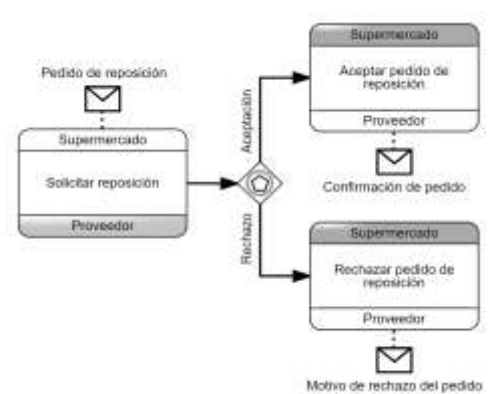 Supermercado
Aceptar pedido de
reposición
Proveedor
Confirmación de pedido
Pedido de reposición
Supermercado
Solicitar reposición
Proveedor
Aceptación
Rechazo
Supermercado
Rechazar pedido de
reposición
Proveedor
Motivo de rechazo del pedido